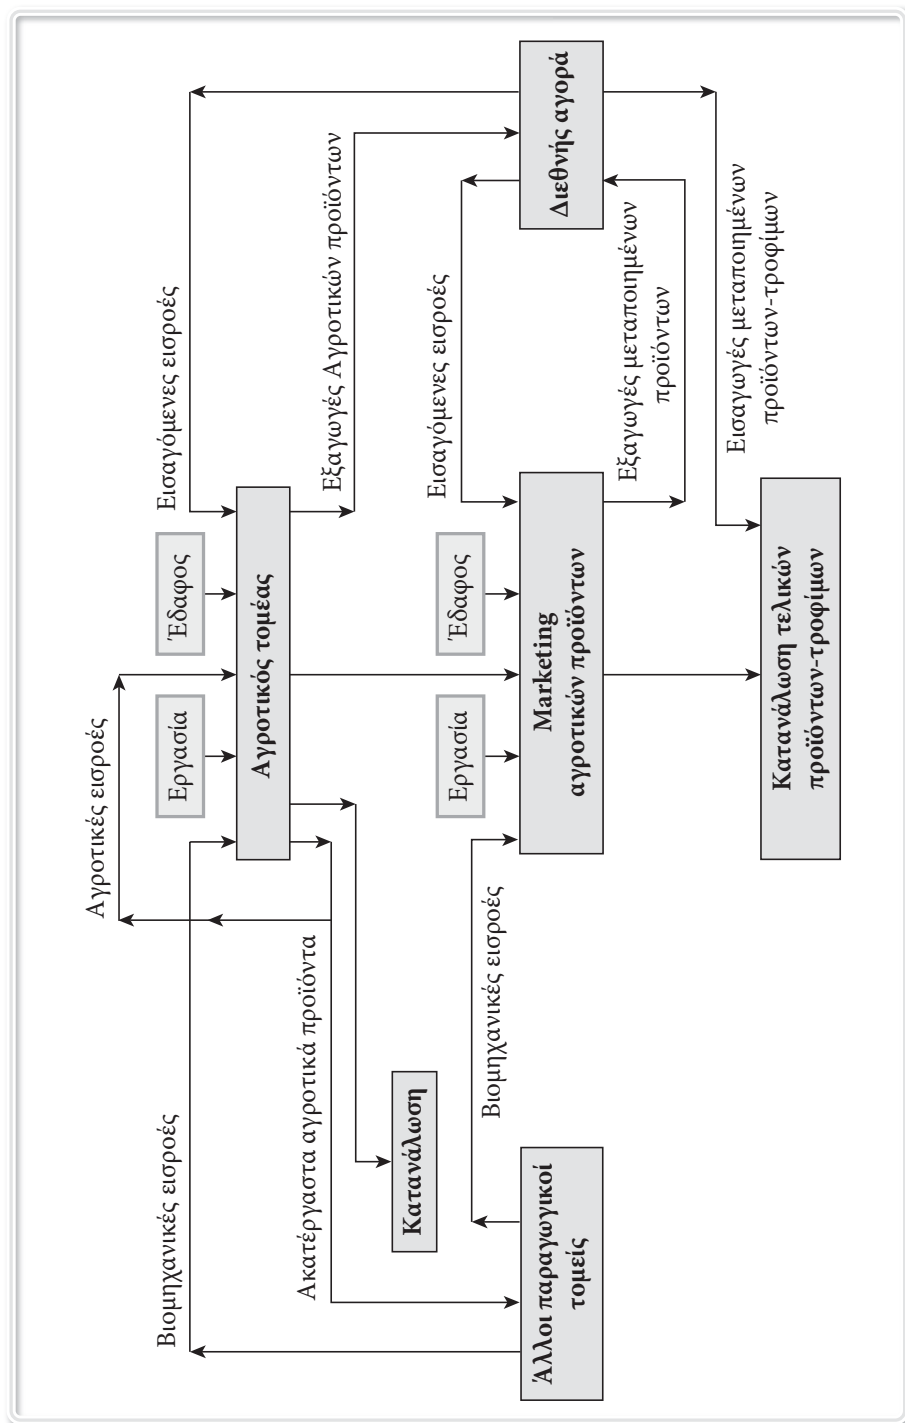 Αγροτικές εισροές
Βιομηχανικές εισροές
Εισαγόμενες εισροές
Εργασία
Έδαφος
Αγροτικός τομέας
Ακατέργαστα αγροτικά προϊόντα
Εξαγωγές Αγροτικών προϊόντων
Κατανάλωση
Βιομηχανικές εισροές
Εργασία
Έδαφος
Εισαγόμενες εισροές
Άλλοι παραγωγικοί
τομείς
Marketing
αγροτικών προϊόντων
Διεθνής αγορά
Εξαγωγές μεταποιημένων
προϊόντων
Εισαγωγές μεταποιημένων
προϊόντων-τροφίμων
Κατανάλωση τελικών
προϊόντων-τροφίμων